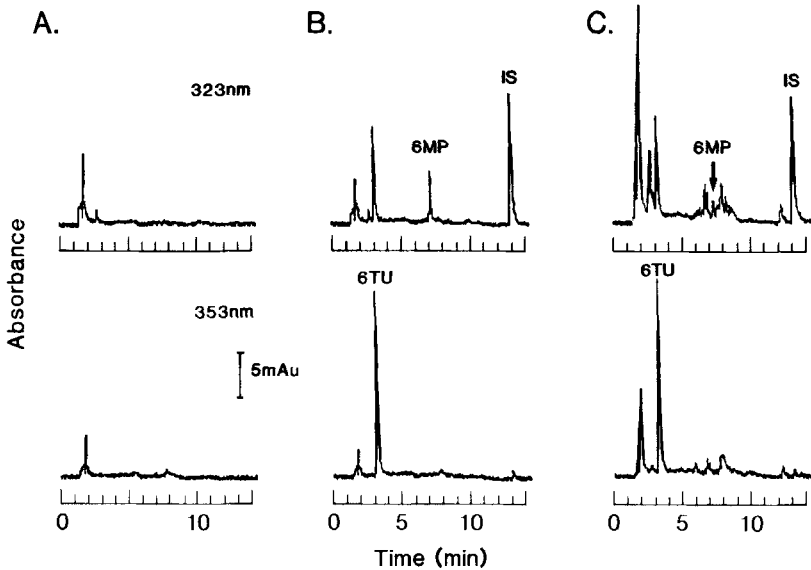 A.
B.
C.
323nm
6MP
IS
6MP
IS
Absorbance
353nm
5mAu
6TU
6TU
0 10
0 5 10
0 5 10
Time (min)